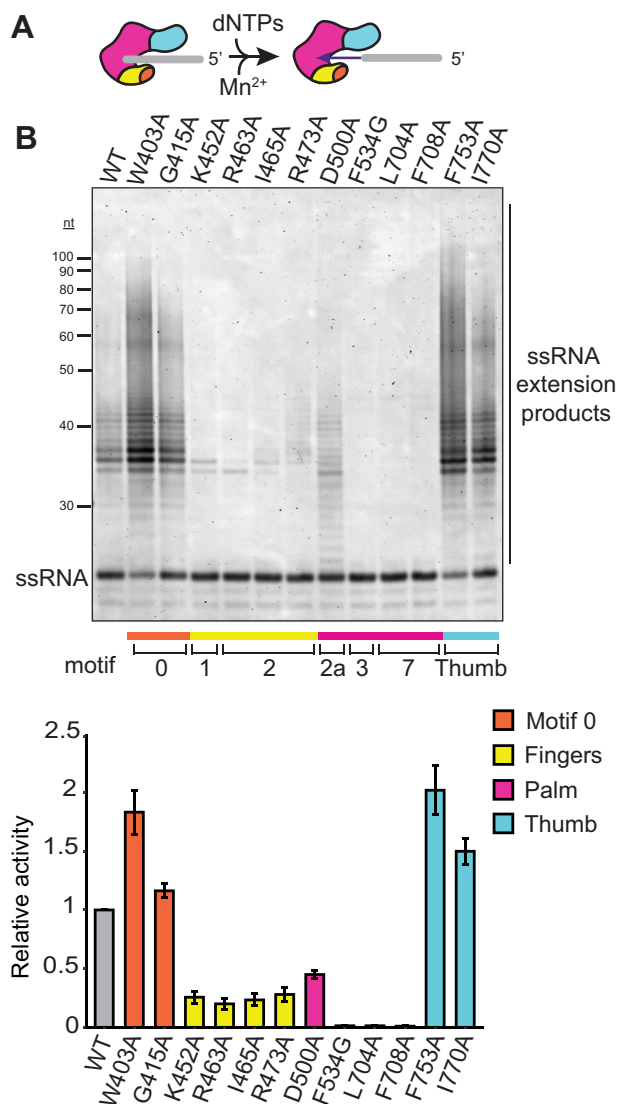 A
dNTPs
Mn2+
5’
5’
B
WT
W403A
G415A
K452A
R463A
I465A
R473A
D500A
F534G
L704A
F708A
F753A
I770A
nt
100
90
80
70
60
50
40
30
ssRNA
ssRNA
extension
products
motif 0 1 2 2a 3 7 Thumb
2.5
2
1.5
1
0.5
0
Relative activity
Motif 0
Fingers
Palm
Thumb
WT
W403A
G415A
K452A
R463A
I465A
R473A
D500A
F534G
L704A
F708A
F753A
I770A